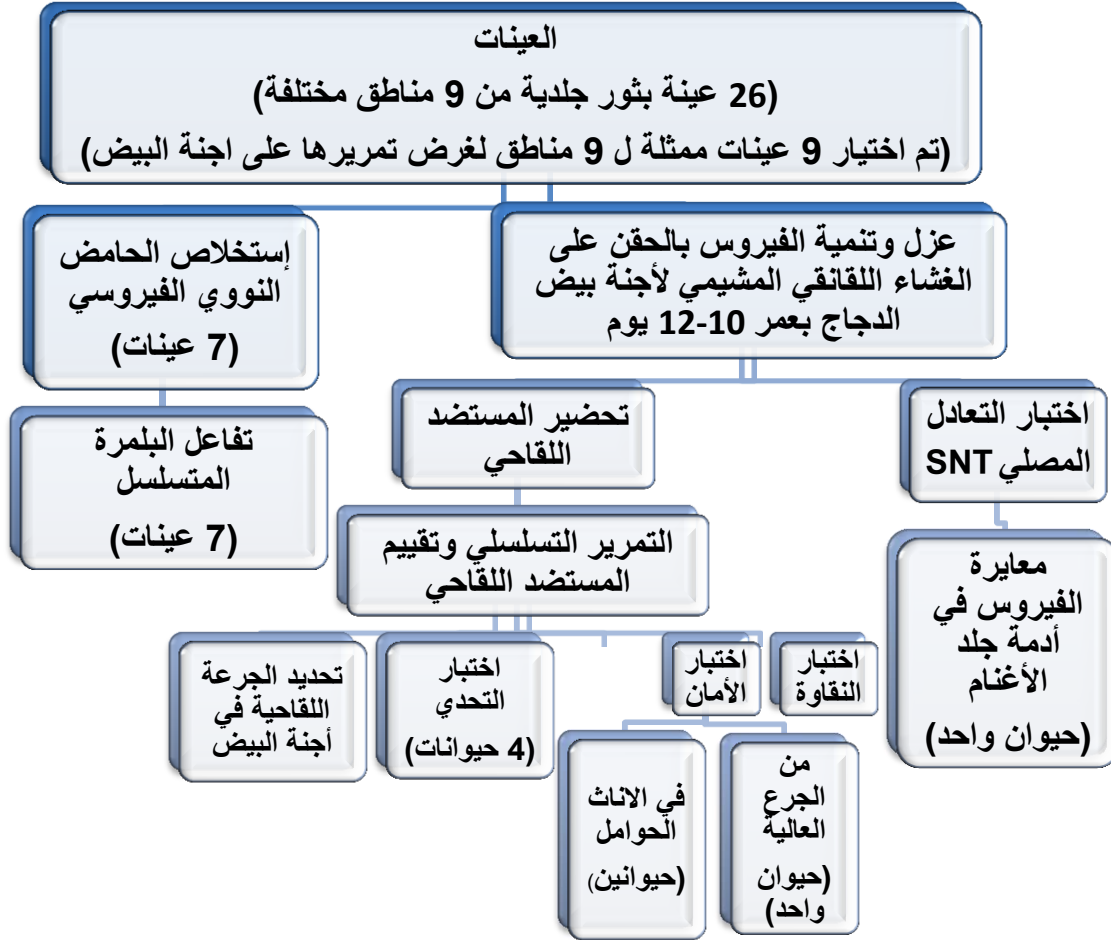 العينات
(26 عينة بثور جلدية من 9 مناطق مختلفة)
(تم اختيار 9 عينات ممثلة ل 9 مناطق لغرض تمريرها على اجنة البيض)
عزل وتنمية الفيروس بالحقن على
الغشاء اللقانقي المشيمي لأجنة بيض
الدجاج بعمر 10-12 يوم
إستخلاص الحامض
النووي الفيروسي
(7 عينات)
تفاعل البلمرة
المتسلسل
(7 عينات)
اختبار التعادل
المصلي SNT
معايرة
الفيروس في
أدمة جلد
الأغنام
(حيوان واحد)
تحضير المستضد
اللقاحي
التمرير التسلسلي وتقييم
المستضد اللقاحي
اختبار
النقاوة
اختبار
الأمان
من
الجرع
العالية
(حيوان
واحد)
في الاناث
الحوامل
(حيوانين)
اختبار
التحدي
(4 حيوانات)
تحديد الجرعة
اللقاحية في
أجنة البيض